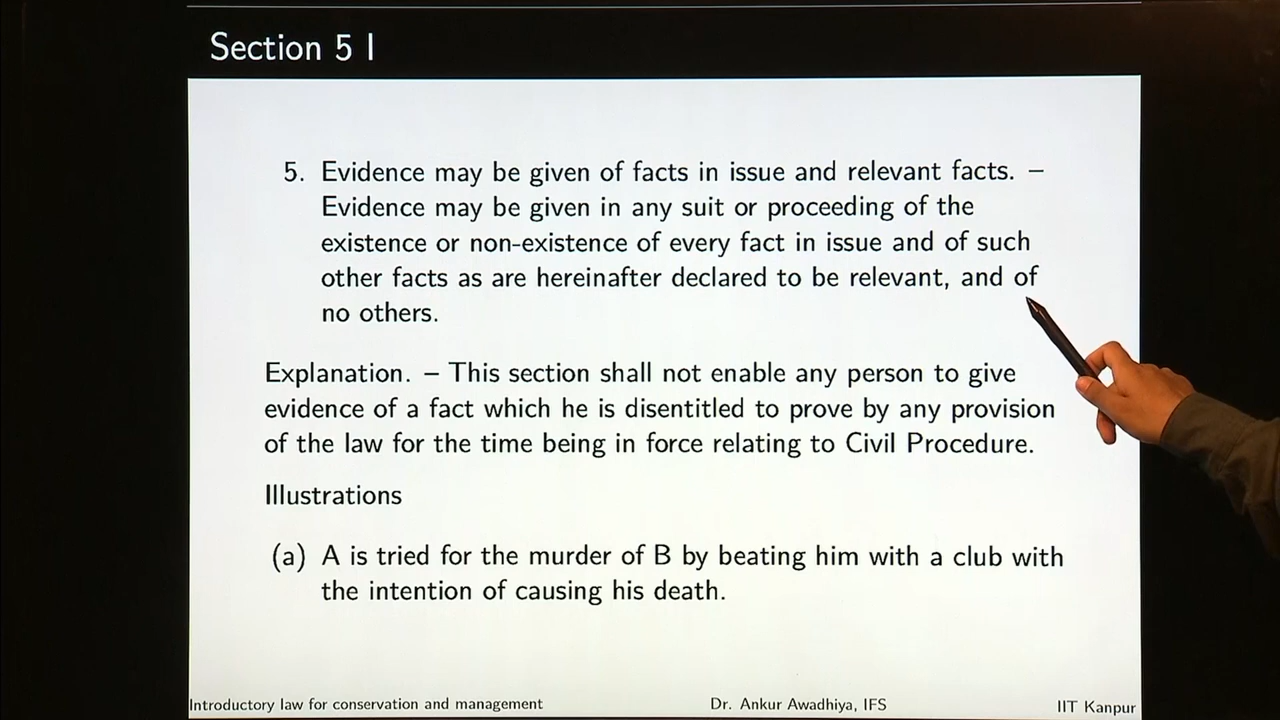 Section 5 I
5. Evidence may be given of facts in issue and relevant facts. –
Evidence may be given in any suit or proceeding of the
existence or non-existence of every fact in issue and of such
other facts as are hereinafter declared to be relevant, and of
no others.
Explanation. – This section shall not enable any person to give
evidence of a fact which he is disentitled to prove by any provision
of the law for the time being in force relating to Civil Procedure.
Illustrations
(a) A is tried for the murder of B by beating him with a club with
the intention of causing his death.
Introductory law for conservation and management Dr. Ankur Awadhiya, IFS IIT Kanpur